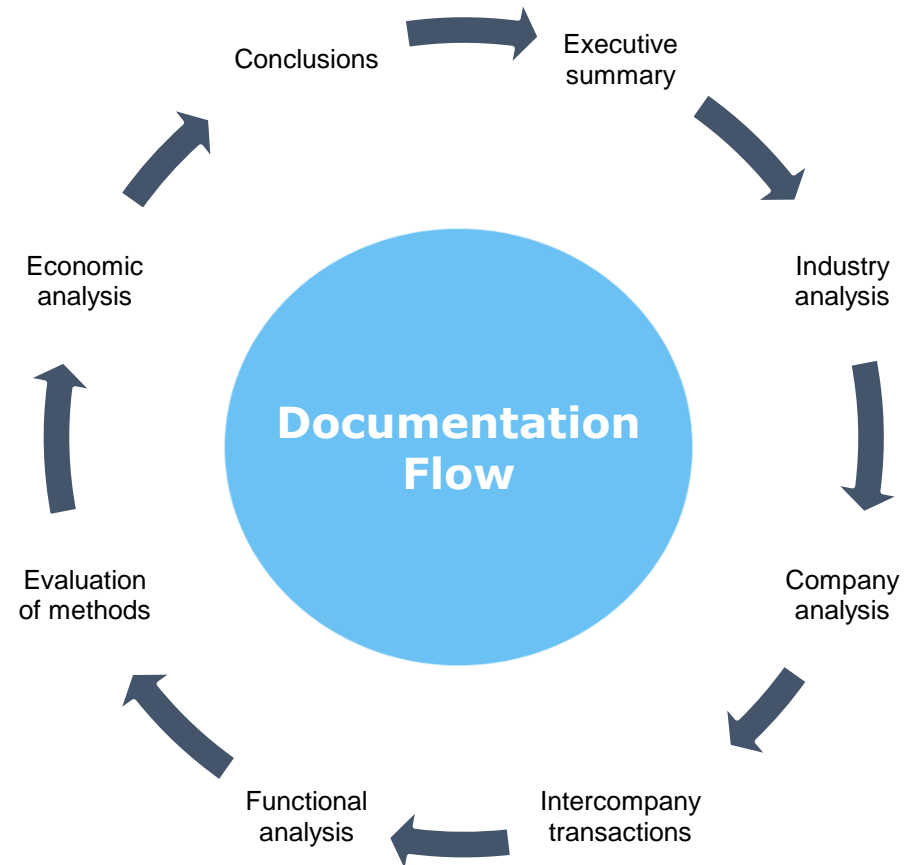 Executive
summary
Industry
analysis
Company
analysis
Intercompany
transactions
Functional
analysis
Evaluation
of methods
Economic
analysis
Conclusions
Documentation
Flow